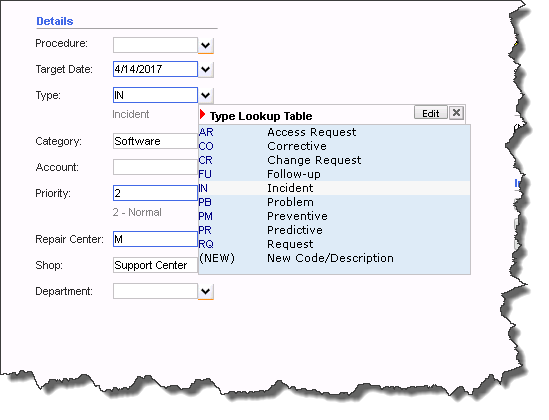 Details
Procedure:
Target Date: 4/14/2017
Type: IN
Incident
Type Lookup Table Edit
AR Access Request
CO Corrective
CR Change Request
FU Follow-up
IN Incident
PB Problem
PM Preventive
PR Predictive
RQ Request
(NEW) New Code/Description
Category: Software
Account:
Priority: 2
2 - Normal
Repair Center: M
Shop: Support Center
Department: